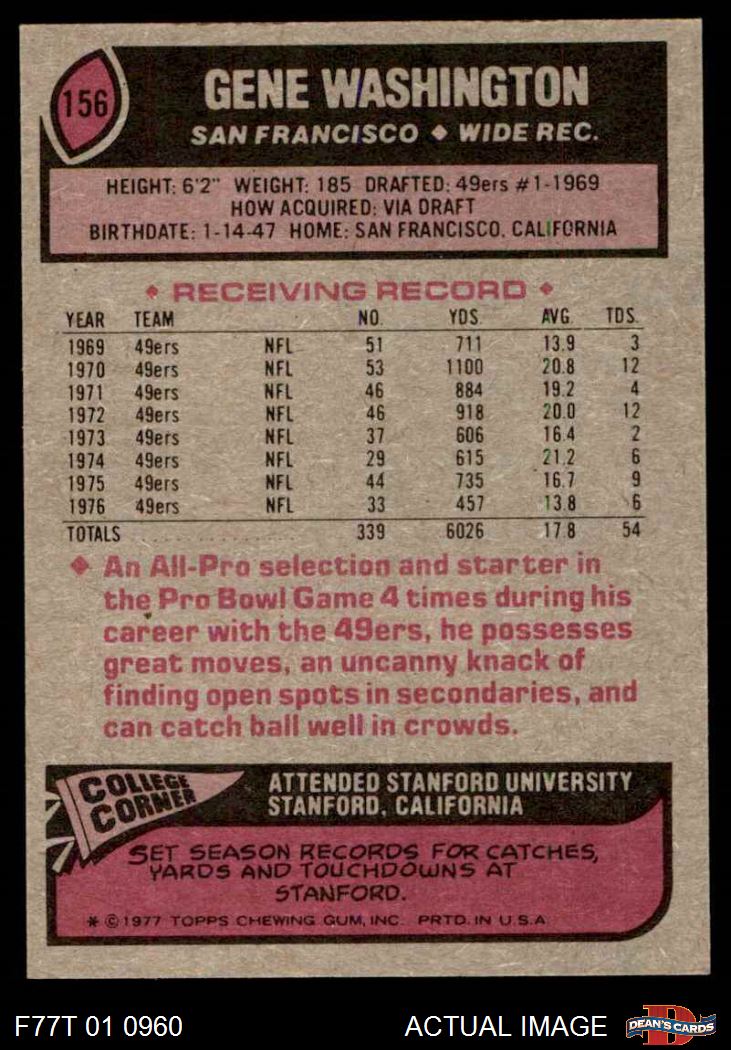 156
GENE WASHINGTON
SAN FRANCISCO ♦ WIDE REC.
HEIGHT: 6'2" WEIGHT: 185 DRAFTED: 49ers #1-1969
HOW ACQUIRED: VIA DRAFT
BIRTHDATE: 1-14-47 HOME: SAN FRANCISCO, CALIFORNIA
♦ RECEIVING RECORD ♦
YEAR TEAM NO. YDS. AVG. TDS.
1969 49ers NFL 51 711 13.9 3
1970 49ers NFL 53 1100 20.8 12
1971 49ers NFL 46 884 19.2 4
1972 49ers NFL 46 918 20.0 12
1973 49ers NFL 37 606 16.4 2
1974 49ers NFL 29 615 21.2 6
1975 49ers NFL 44 735 16.7 9
1976 49ers NFL 33 457 13.8 6
TOTALS 339 6026 17.8 54
♦ An All-Pro selection and starter in
the Pro Bowl Game 4 times during his
career with the 49ers, he possesses
great moves, an uncanny knack of
finding open spots in secondaries, and
can catch ball well in crowds.
COLLEGE
CORNER
ATTENDED STANFORD UNIVERSITY
STANFORD, CALIFORNIA
SET SEASON RECORDS FOR CATCHES,
YARDS AND TOUCHDOWNS AT
STANFORD.
* © 1977 TOPPS CHEWING GUM, INC. PRTD. IN U.S.A.
F77T 01 0960 ACTUAL IMAGE
D
DEAN'S CARDS